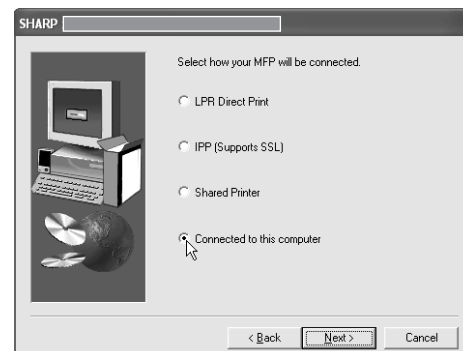 SHARP
Select how your MFP will be connected.
LPR Direct Print
IPP (Supports SSL)
Shared Printer
Connected to this computer
< Back
Next >
Cancel